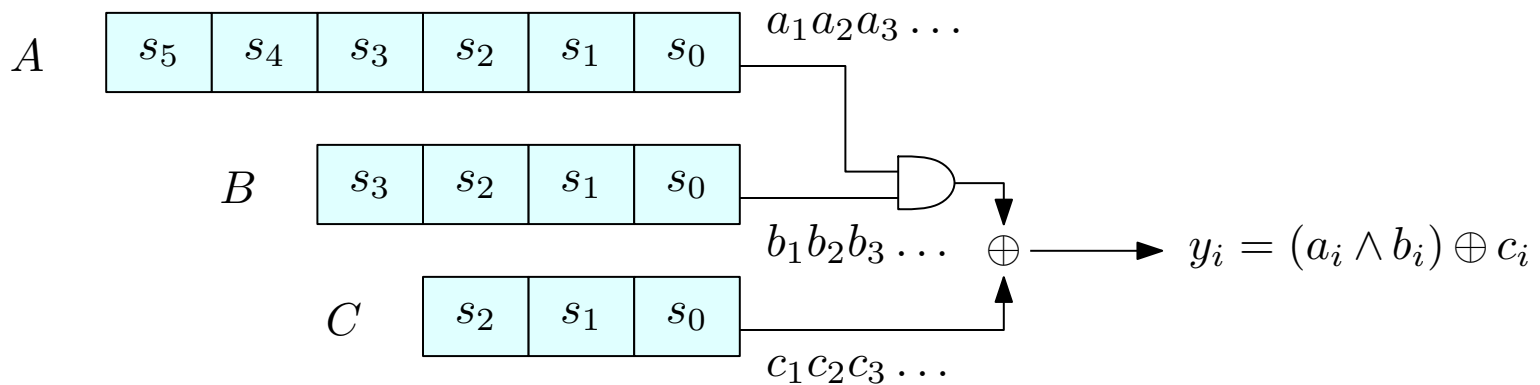 a₁a₂a₃ …
A s₅ s₄ s₃ s₂ s₁ s₀
B s₃ s₂ s₁ s₀
b₁b₂b₃ … ⊕ yᵢ = (aᵢ ∧ bᵢ) ⊕ cᵢ
C s₂ s₁ s₀
c₁c₂c₃ …